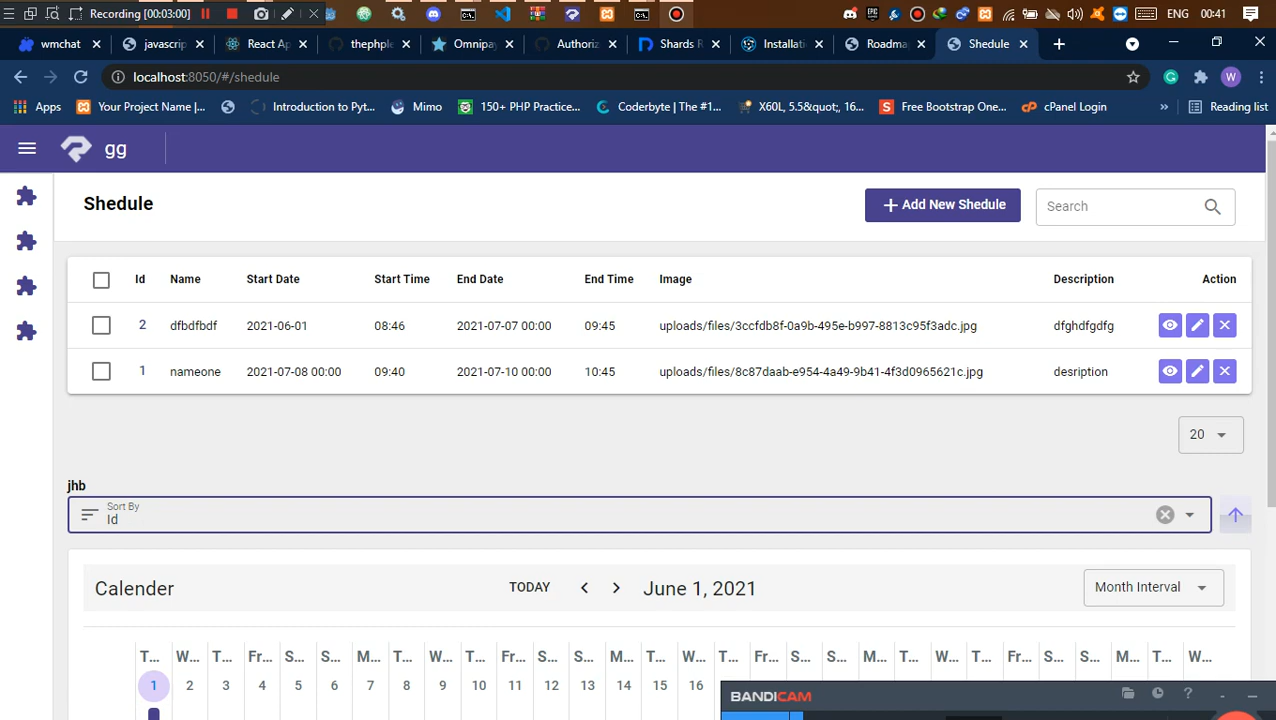 Recording [00:03:00]
ENG 00:41
wmchat javascrip React Ap thephple Omnipay Authoriz Shards R Installati Roadma Shedule
localhost:8050/#/shedule
Apps Your Project Name |... Introduction to Pyt... Mimo 150+ PHP Practice... Coderbyte | The #1... X60L, 5.5&quot;, 16... Free Bootstrap One... cPanel Login » Reading list
W
gg
Shedule
+ Add New Shedule
Search
Id Name Start Date Start Time End Date End Time Image Description Action
2 dfbdfbdf 2021-06-01 08:46 2021-07-07 00:00 09:45 uploads/files/3ccfdb8f-0a9b-495e-b997-8813c95f3adc.jpg dfghdfgdfg
1 nameone 2021-07-08 00:00 09:40 2021-07-10 00:00 10:45 uploads/files/8c87daab-e954-4a49-9b41-4f3d0965621c.jpg desription
20
jhb
Sort By
Id
Calender TODAY June 1, 2021 Month Interval
T... W... T... Fr... S... S... M... T... W... T... Fr... S... S... M... T... W... T... Fr... S... S... M... T... W... T... Fr... S... S... M... T... W...
1 2 3 4 5 6 7 8 9 10 11 12 13 14 15 16
BANDICAM